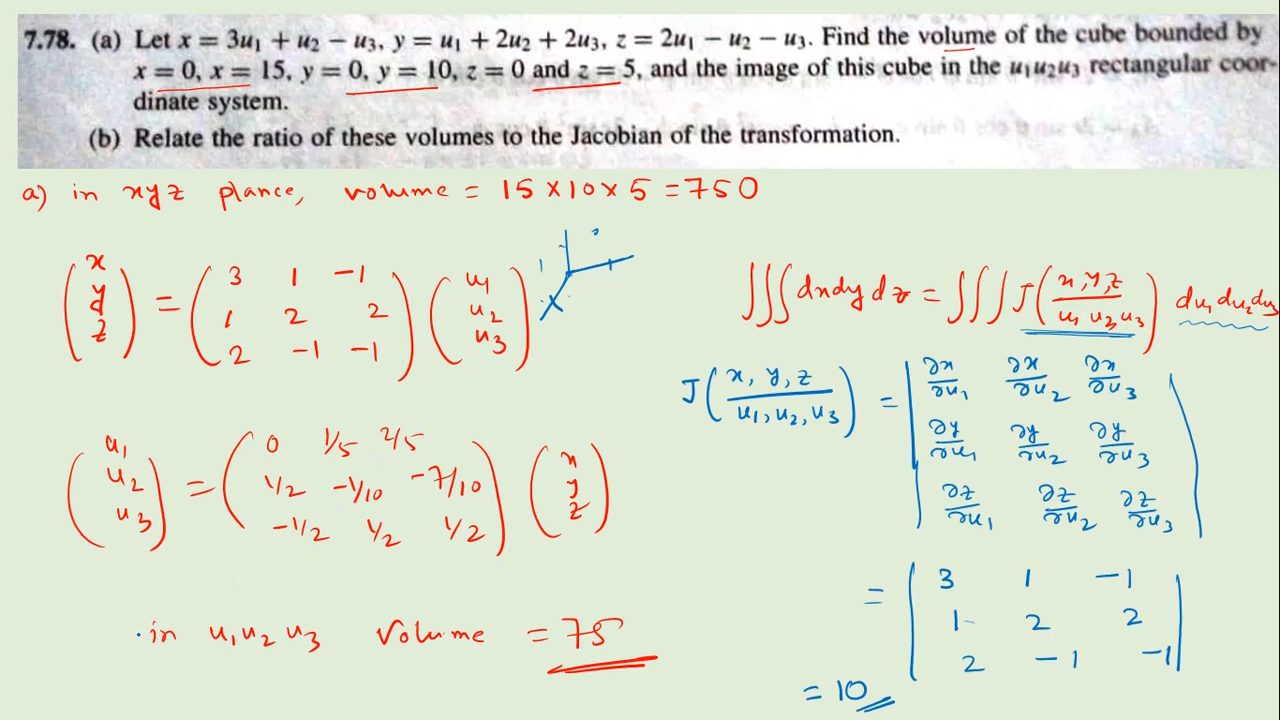 7.78. (a) Let x = 3u₁ + u₂ − u₃, y = u₁ + 2u₂ + 2u₃, z = 2u₁ − u₂ − u₃. Find the volume of the cube bounded by
x = 0, x = 15, y = 0, y = 10, z = 0 and z = 5, and the image of this cube in the u₁u₂u₃ rectangular coor-
dinate system.
(b) Relate the ratio of these volumes to the Jacobian of the transformation.
a) in xyz plance, volume = 15 × 10 × 5 = 750
(x y z) = (3 1 −1
1 2 2
2 −1 −1) (u₁ u₂ u₃)
∭ dxdydz = ∭ J(x,y,z / u₁ u₂ u₃) du₁ du₂ du₃
J(x, y, z / u₁, u₂, u₃) = | ∂x/∂u₁ ∂x/∂u₂ ∂x/∂u₃
∂y/∂u₁ ∂y/∂u₂ ∂y/∂u₃
∂z/∂u₁ ∂z/∂u₂ ∂z/∂u₃ |
(u₁ u₂ u₃) = (0 1/5 2/5
1/2 −1/10 −7/10
−1/2 1/2 1/2) (x y z)
= | 3 1 −1
1 2 2
2 −1 −1 |
= 10
in u₁u₂u₃ volume = 75